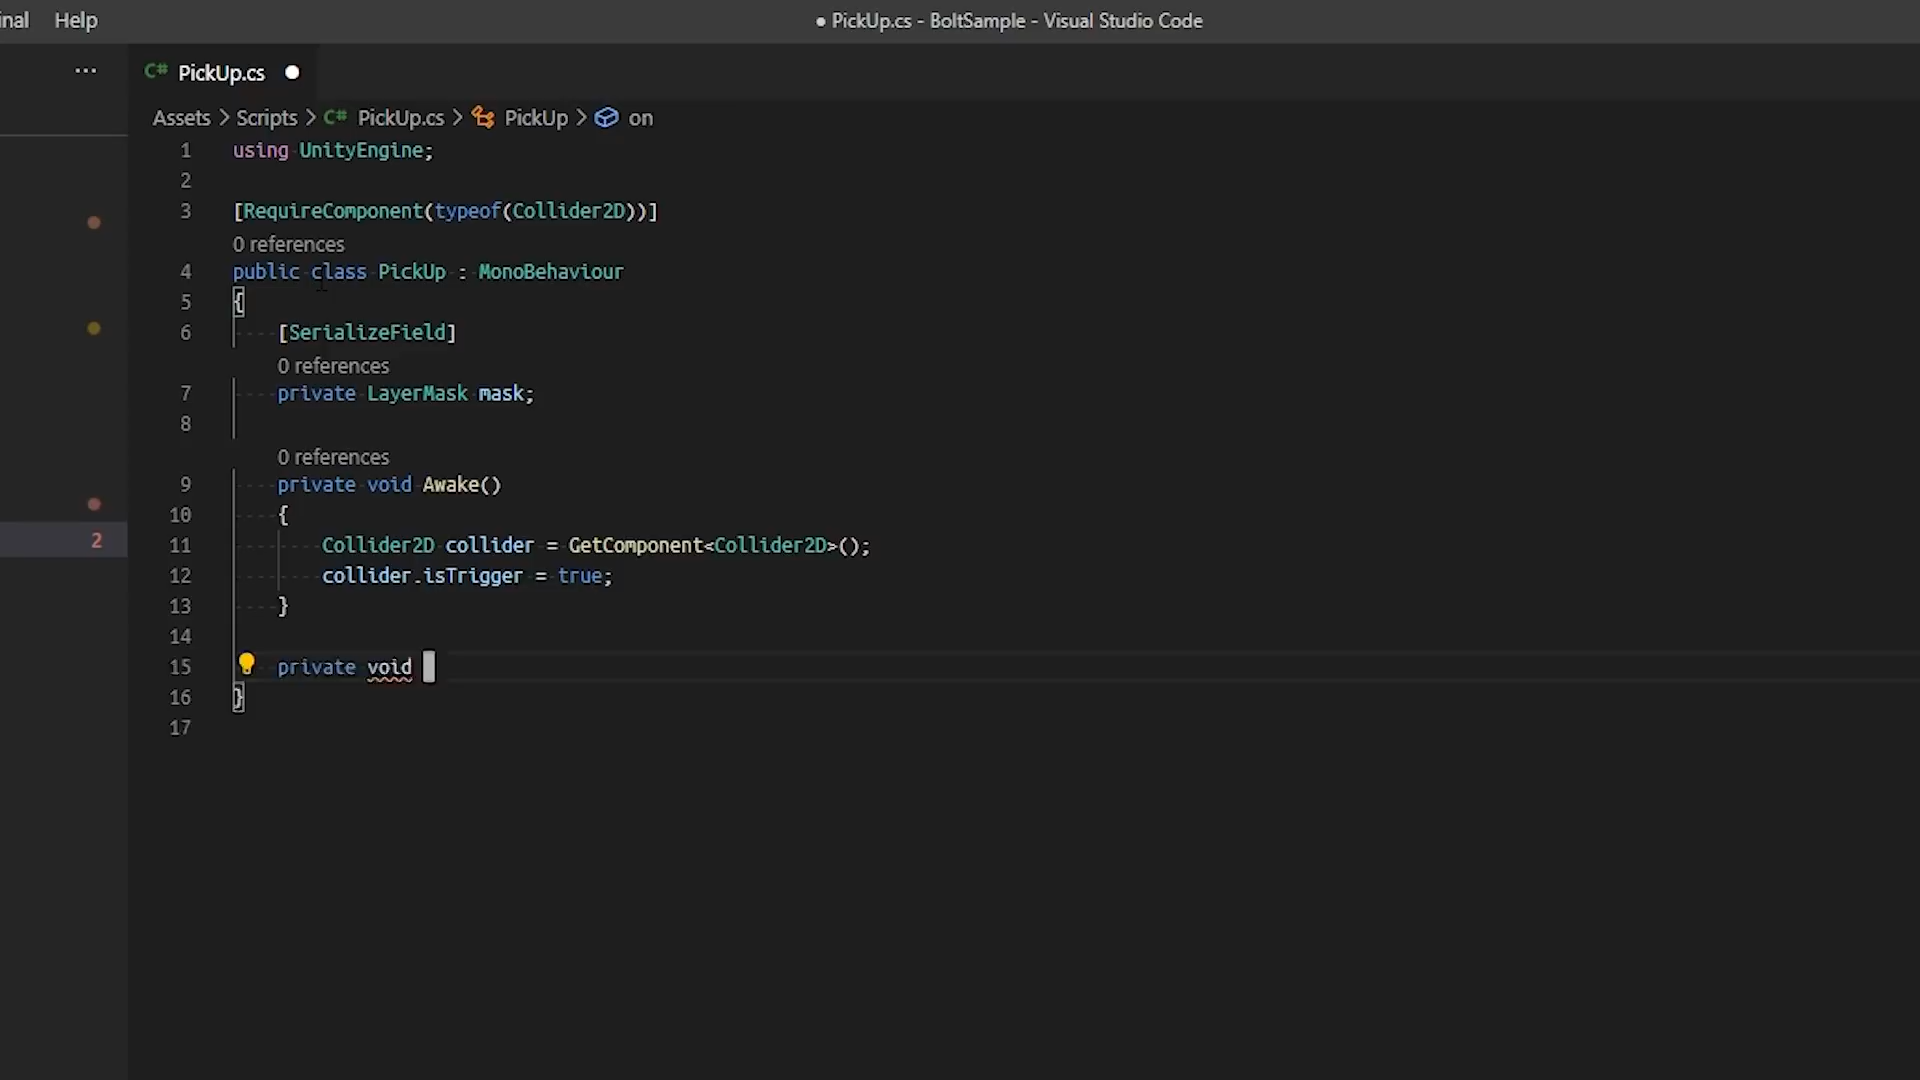 inal Help ● PickUp.cs - BoltSample - Visual Studio Code
··· C# PickUp.cs ●
Assets > Scripts > C# PickUp.cs > PickUp > on
1 using UnityEngine;
2
3 [RequireComponent(typeof(Collider2D))]
0 references
4 public class PickUp : MonoBehaviour
5 {
6 [SerializeField]
0 references
7 private LayerMask mask;
8
0 references
9 private void Awake()
10 {
11 Collider2D collider = GetComponent<Collider2D>();
2
12 collider.isTrigger = true;
13 }
14
15 private void
16 }
17